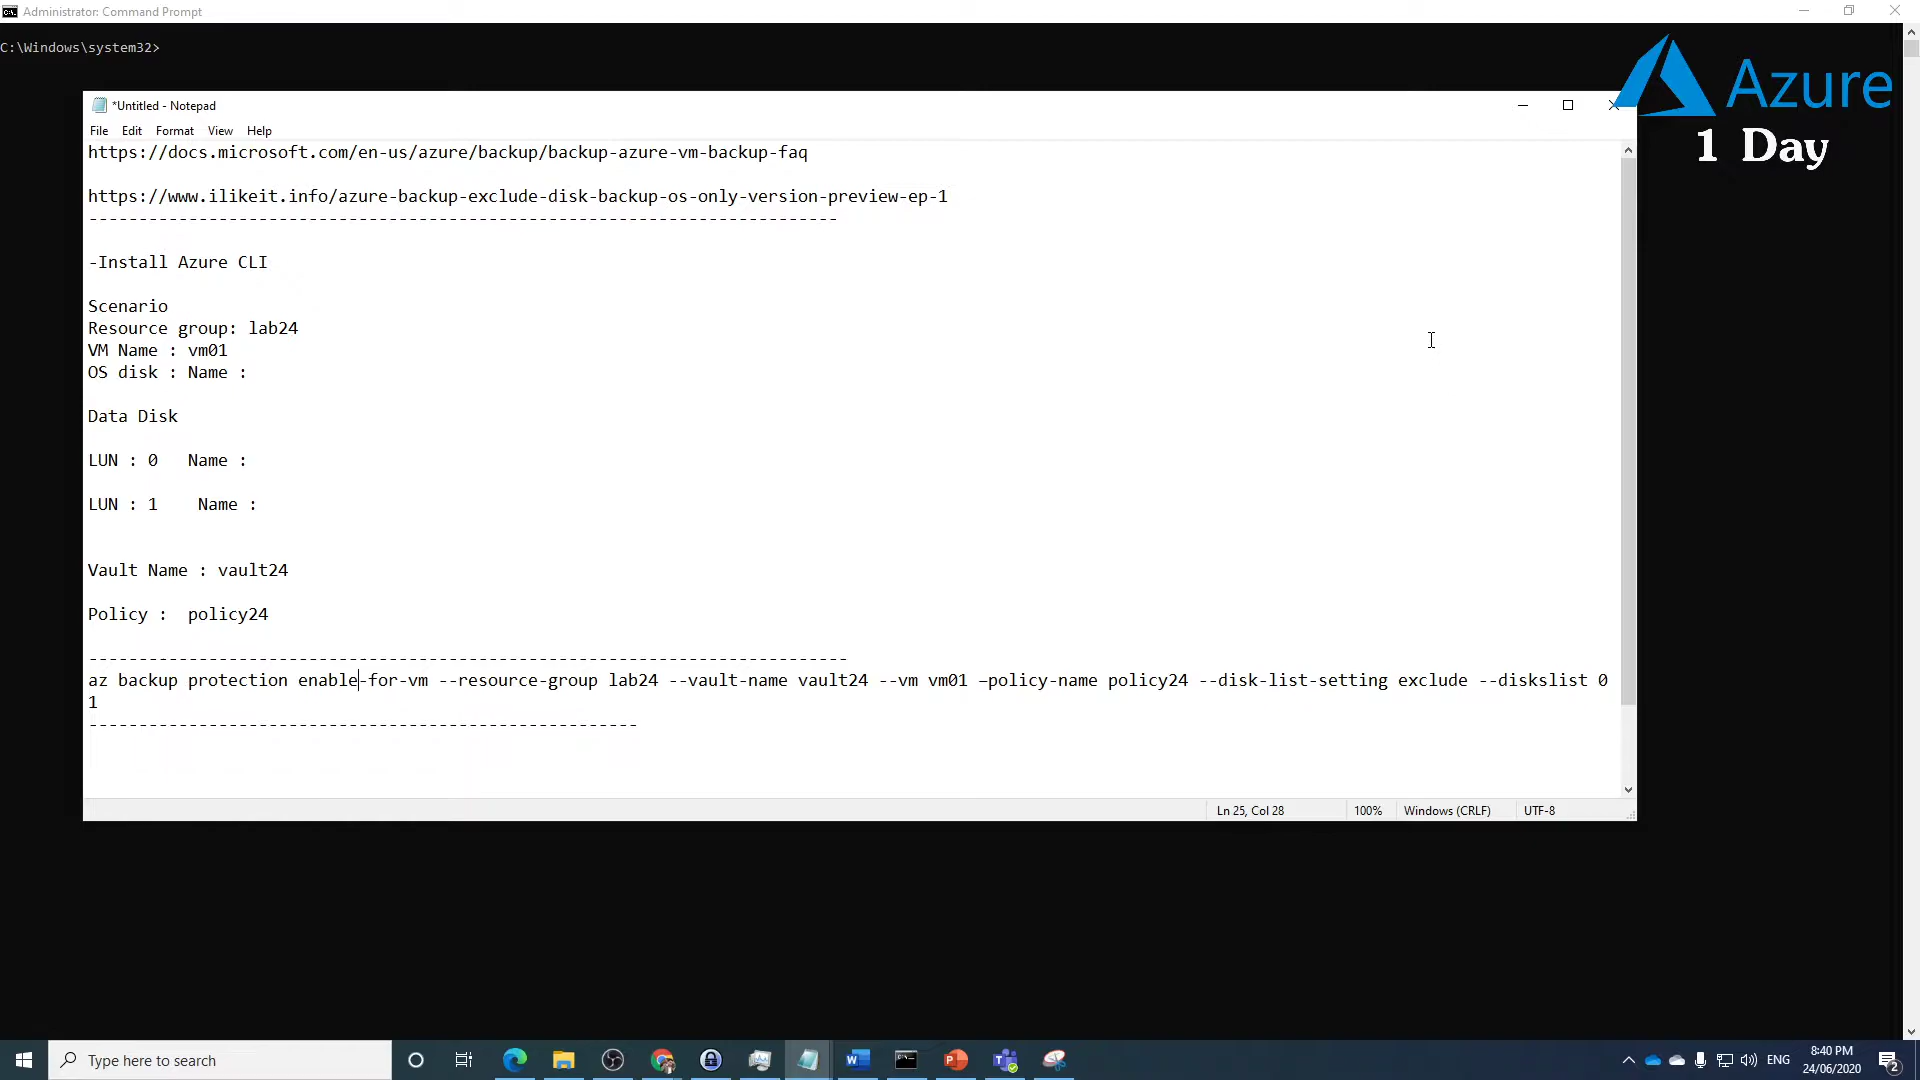 Administrator: Command Prompt
C:\Windows\system32>
Azure
1 Day
*Untitled - Notepad
File Edit Format View Help
https://docs.microsoft.com/en-us/azure/backup/backup-azure-vm-backup-faq
https://www.ilikeit.info/azure-backup-exclude-disk-backup-os-only-version-preview-ep-1
---------------------------------------------------------------------------
-Install Azure CLI
Scenario
Resource group: lab24
VM Name : vm01
OS disk : Name :
Data Disk
LUN : 0   Name :
LUN : 1    Name :
Vault Name : vault24
Policy :  policy24
----------------------------------------------------------------------------
az backup protection enable-for-vm --resource-group lab24 --vault-name vault24 --vm vm01 –policy-name policy24 --disk-list-setting exclude --diskslist 0
1
-------------------------------------------------------
Ln 25, Col 28 100% Windows (CRLF) UTF-8
Type here to search
ENG
8:40 PM
24/06/2020
2